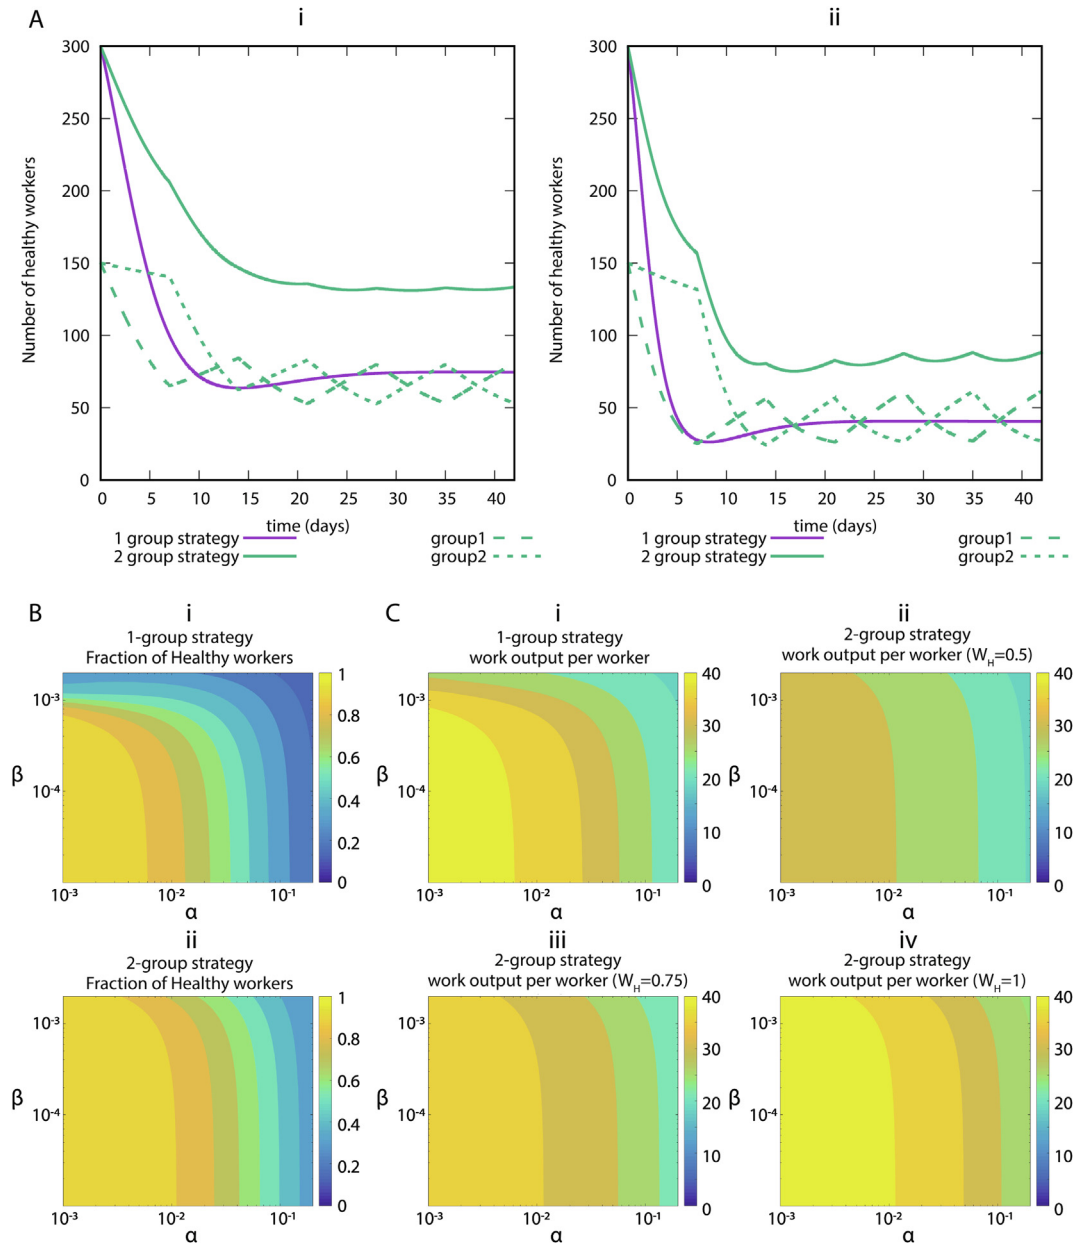 A
i
ii
300
250
200
150
100
50
0
Number of healthy workers
0 5 10 15 20 25 30 35 40
time (days)
1 group strategy
2 group strategy
group1
group2
300
250
200
150
100
50
0
Number of healthy workers
0 5 10 15 20 25 30 35 40
time (days)
1 group strategy
2 group strategy
group1
group2
B
i
1-group strategy
Fraction of Healthy workers
10⁻³
10⁻⁴
β
10⁻³ 10⁻² 10⁻¹
α
1
0.8
0.6
0.4
0.2
0
C
i
1-group strategy
work output per worker
10⁻³
10⁻⁴
β
10⁻³ 10⁻² 10⁻¹
α
40
30
20
10
0
ii
2-group strategy
work output per worker (W_H=0.5)
10⁻³
10⁻⁴
β
10⁻³ 10⁻² 10⁻¹
α
40
30
20
10
0
ii
2-group strategy
Fraction of Healthy workers
10⁻³
10⁻⁴
β
10⁻³ 10⁻² 10⁻¹
α
1
0.8
0.6
0.4
0.2
0
iii
2-group strategy
work output per worker (W_H=0.75)
10⁻³
10⁻⁴
β
10⁻³ 10⁻² 10⁻¹
α
40
30
20
10
0
iv
2-group strategy
work output per worker (W_H=1)
10⁻³
10⁻⁴
β
10⁻³ 10⁻² 10⁻¹
α
40
30
20
10
0